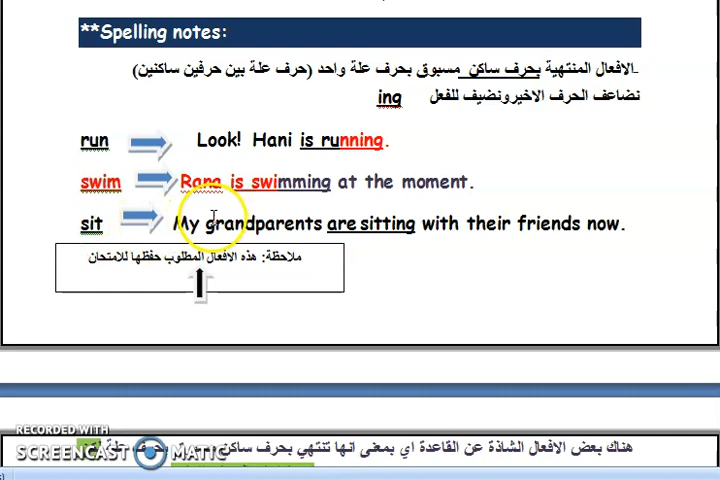 **Spelling notes:
-الافعال المنتهية بحرف ساكن مسبوق بحرف علة واحد (حرف علة بين حرفين ساكنين)
نضاعف الحرف الاخيرونضيف للفعل ing
run Look! Hani is running.
swim Rana is swimming at the moment.
sit My grandparents are sitting with their friends now.
ملاحظة: هذه الافعال المطلوب حفظها للامتحان
RECORDED WITH
SCREENCAST MATIC
هناك بعض الافعال الشاذة عن القاعدة اي بمعنى انها تنتهي بحرف ساكن